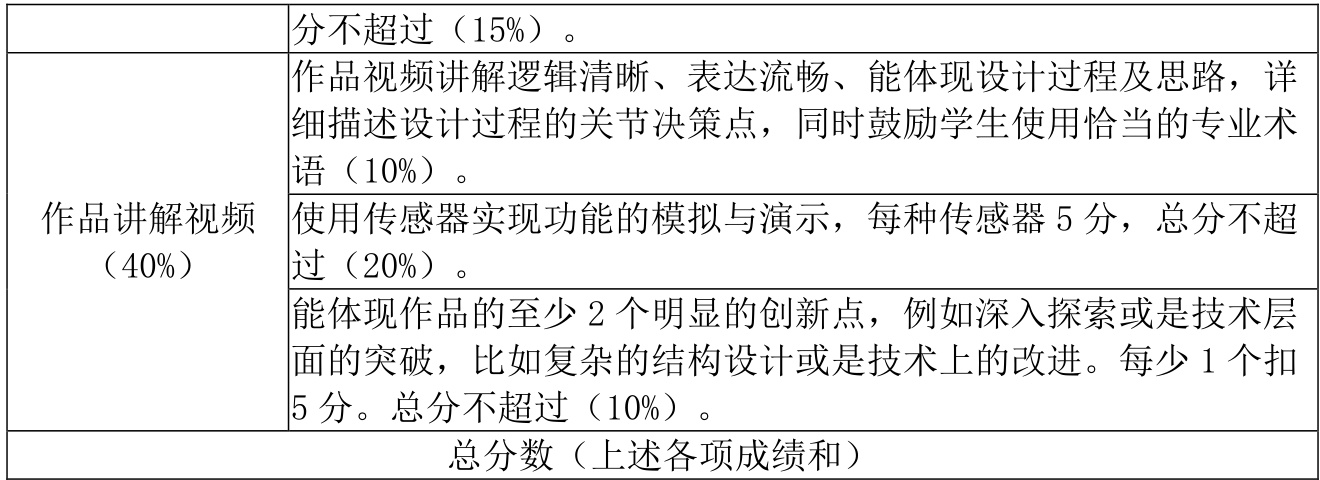 分不超过（15%）。
作品讲解视频
（40%）
作品视频讲解逻辑清晰、表达流畅、能体现设计过程及思路，详
细描述设计过程的关节决策点，同时鼓励学生使用恰当的专业术
语（10%）。
使用传感器实现功能的模拟与演示，每种传感器 5 分，总分不超
过（20%）。
能体现作品的至少 2 个明显的创新点，例如深入探索或是技术层
面的突破，比如复杂的结构设计或是技术上的改进。每少 1 个扣
5 分。总分不超过（10%）。
总分数（上述各项成绩和）